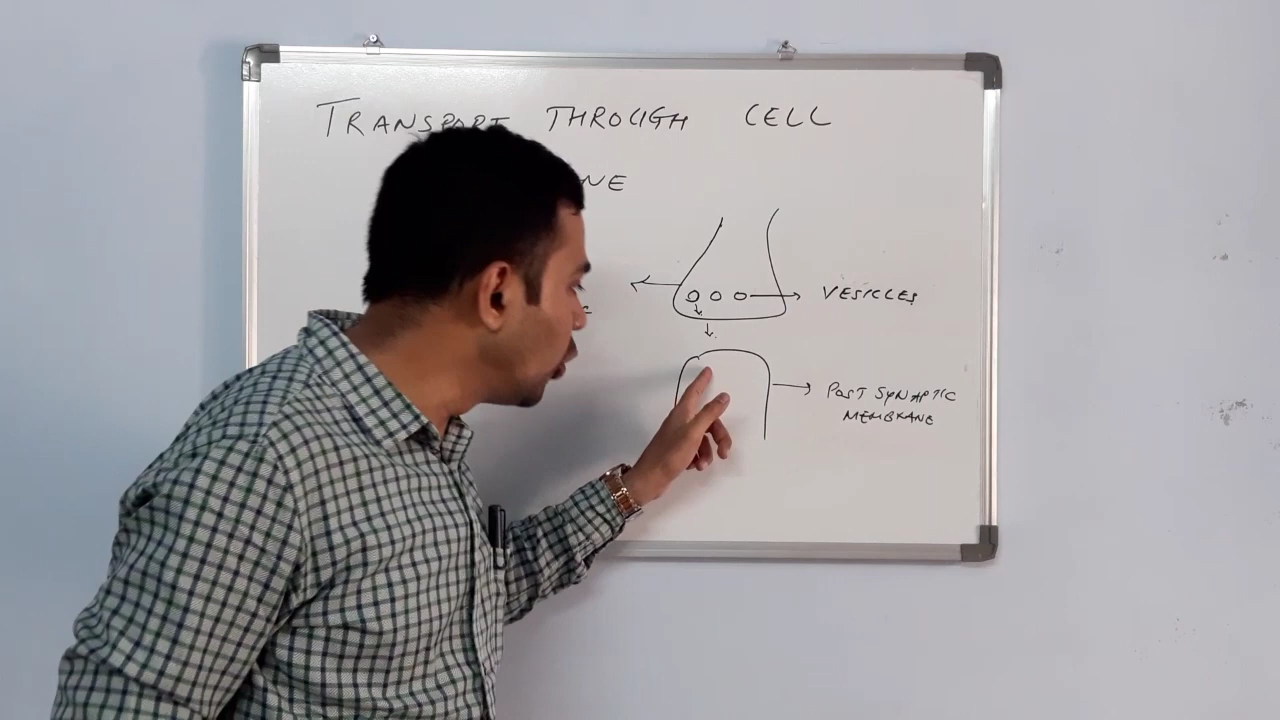 TRANSPORT THROUGH CELL
NE
VESICLES
POST SYNAPTIC
MEMBRANE